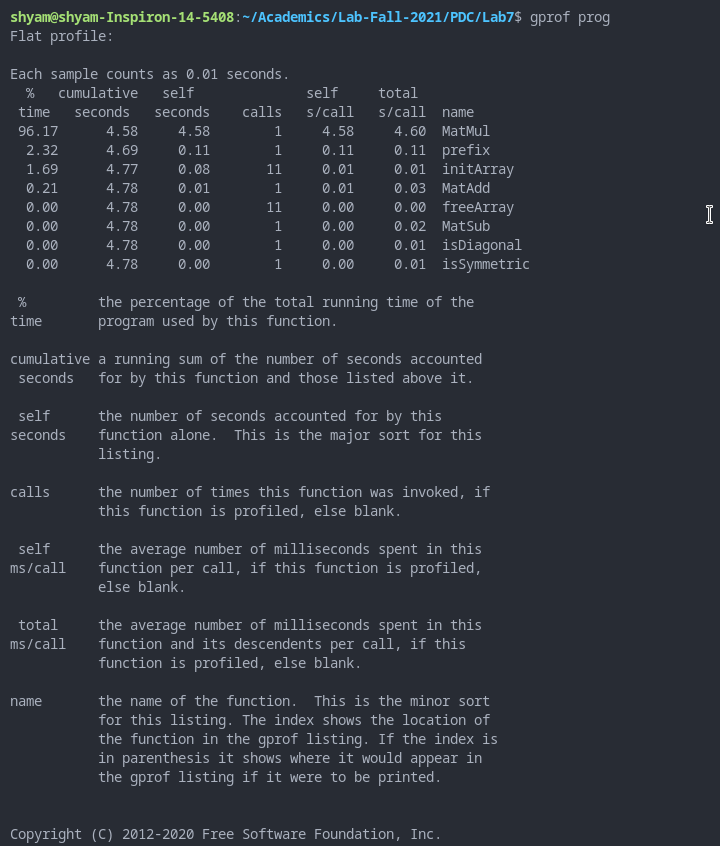 shyam@shyam-Inspiron-14-5408:~/Academics/Lab-Fall-2021/PDC/Lab7$ gprof prog
Flat profile:

Each sample counts as 0.01 seconds.
  %   cumulative   self              self     total
 time   seconds   seconds    calls   s/call   s/call  name
 96.17      4.58     4.58        1     4.58     4.60  MatMul
  2.32      4.69     0.11        1     0.11     0.11  prefix
  1.69      4.77     0.08       11     0.01     0.01  initArray
  0.21      4.78     0.01        1     0.01     0.03  MatAdd
  0.00      4.78     0.00       11     0.00     0.00  freeArray
  0.00      4.78     0.00        1     0.00     0.02  MatSub
  0.00      4.78     0.00        1     0.00     0.01  isDiagonal
  0.00      4.78     0.00        1     0.00     0.01  isSymmetric

 %         the percentage of the total running time of the
time       program used by this function.

cumulative a running sum of the number of seconds accounted
 seconds   for by this function and those listed above it.

 self      the number of seconds accounted for by this
seconds    function alone.  This is the major sort for this
           listing.

calls      the number of times this function was invoked, if
           this function is profiled, else blank.

 self      the average number of milliseconds spent in this
ms/call    function per call, if this function is profiled,
           else blank.

 total     the average number of milliseconds spent in this
ms/call    function and its descendents per call, if this
           function is profiled, else blank.

name       the name of the function.  This is the minor sort
           for this listing. The index shows the location of
           the function in the gprof listing. If the index is
           in parenthesis it shows where it would appear in
           the gprof listing if it were to be printed.

Copyright (C) 2012-2020 Free Software Foundation, Inc.